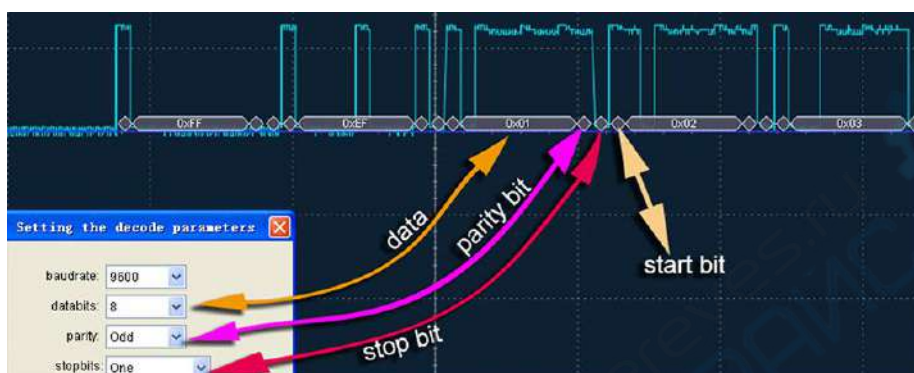 0xFF 0xEF 0x01 0x02 0x03
data
parity bit
start bit
stop bit
Setting the decode parameters
baudrate: 9600
databits: 8
parity: Odd
stopbits: One